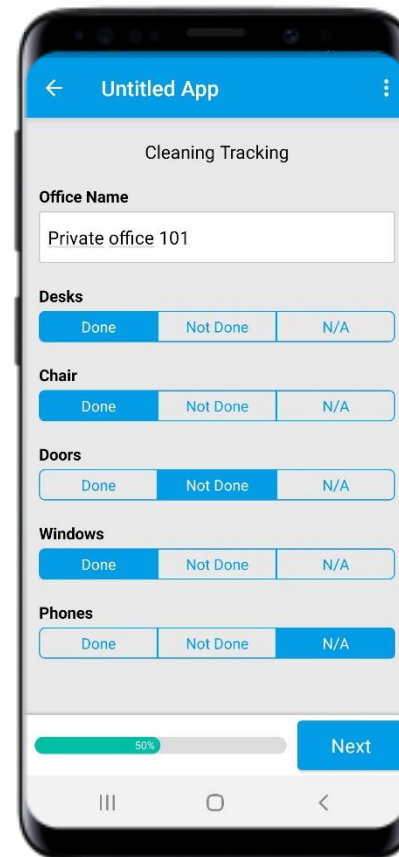 Untitled App
Cleaning Tracking
Office Name
Private office 101
Desks
Done Not Done N/A
Chair
Done Not Done N/A
Doors
Done Not Done N/A
Windows
Done Not Done N/A
Phones
Done Not Done N/A
50% Next